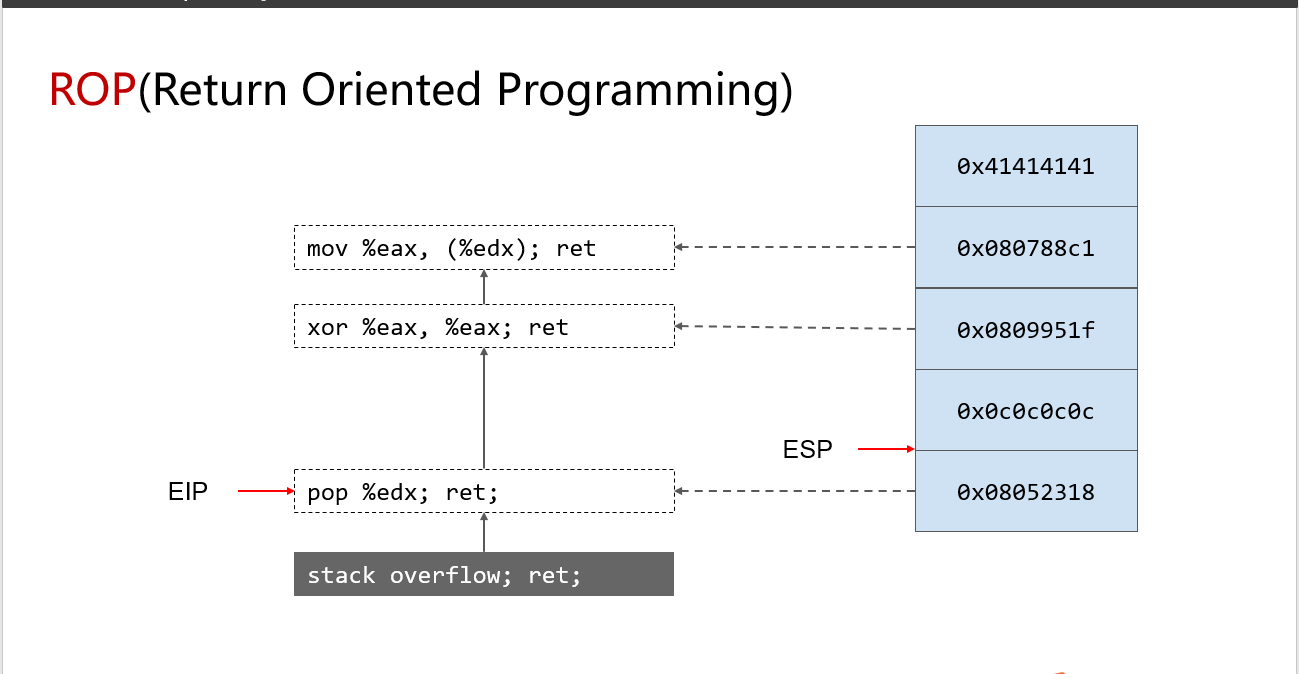 ROP(Return Oriented Programming)
0x41414141
mov %eax, (%edx); ret
0x080788c1
xor %eax, %eax; ret
0x0809951f
0x0c0c0c0c
ESP
EIP
pop %edx; ret;
0x08052318
stack overflow; ret;